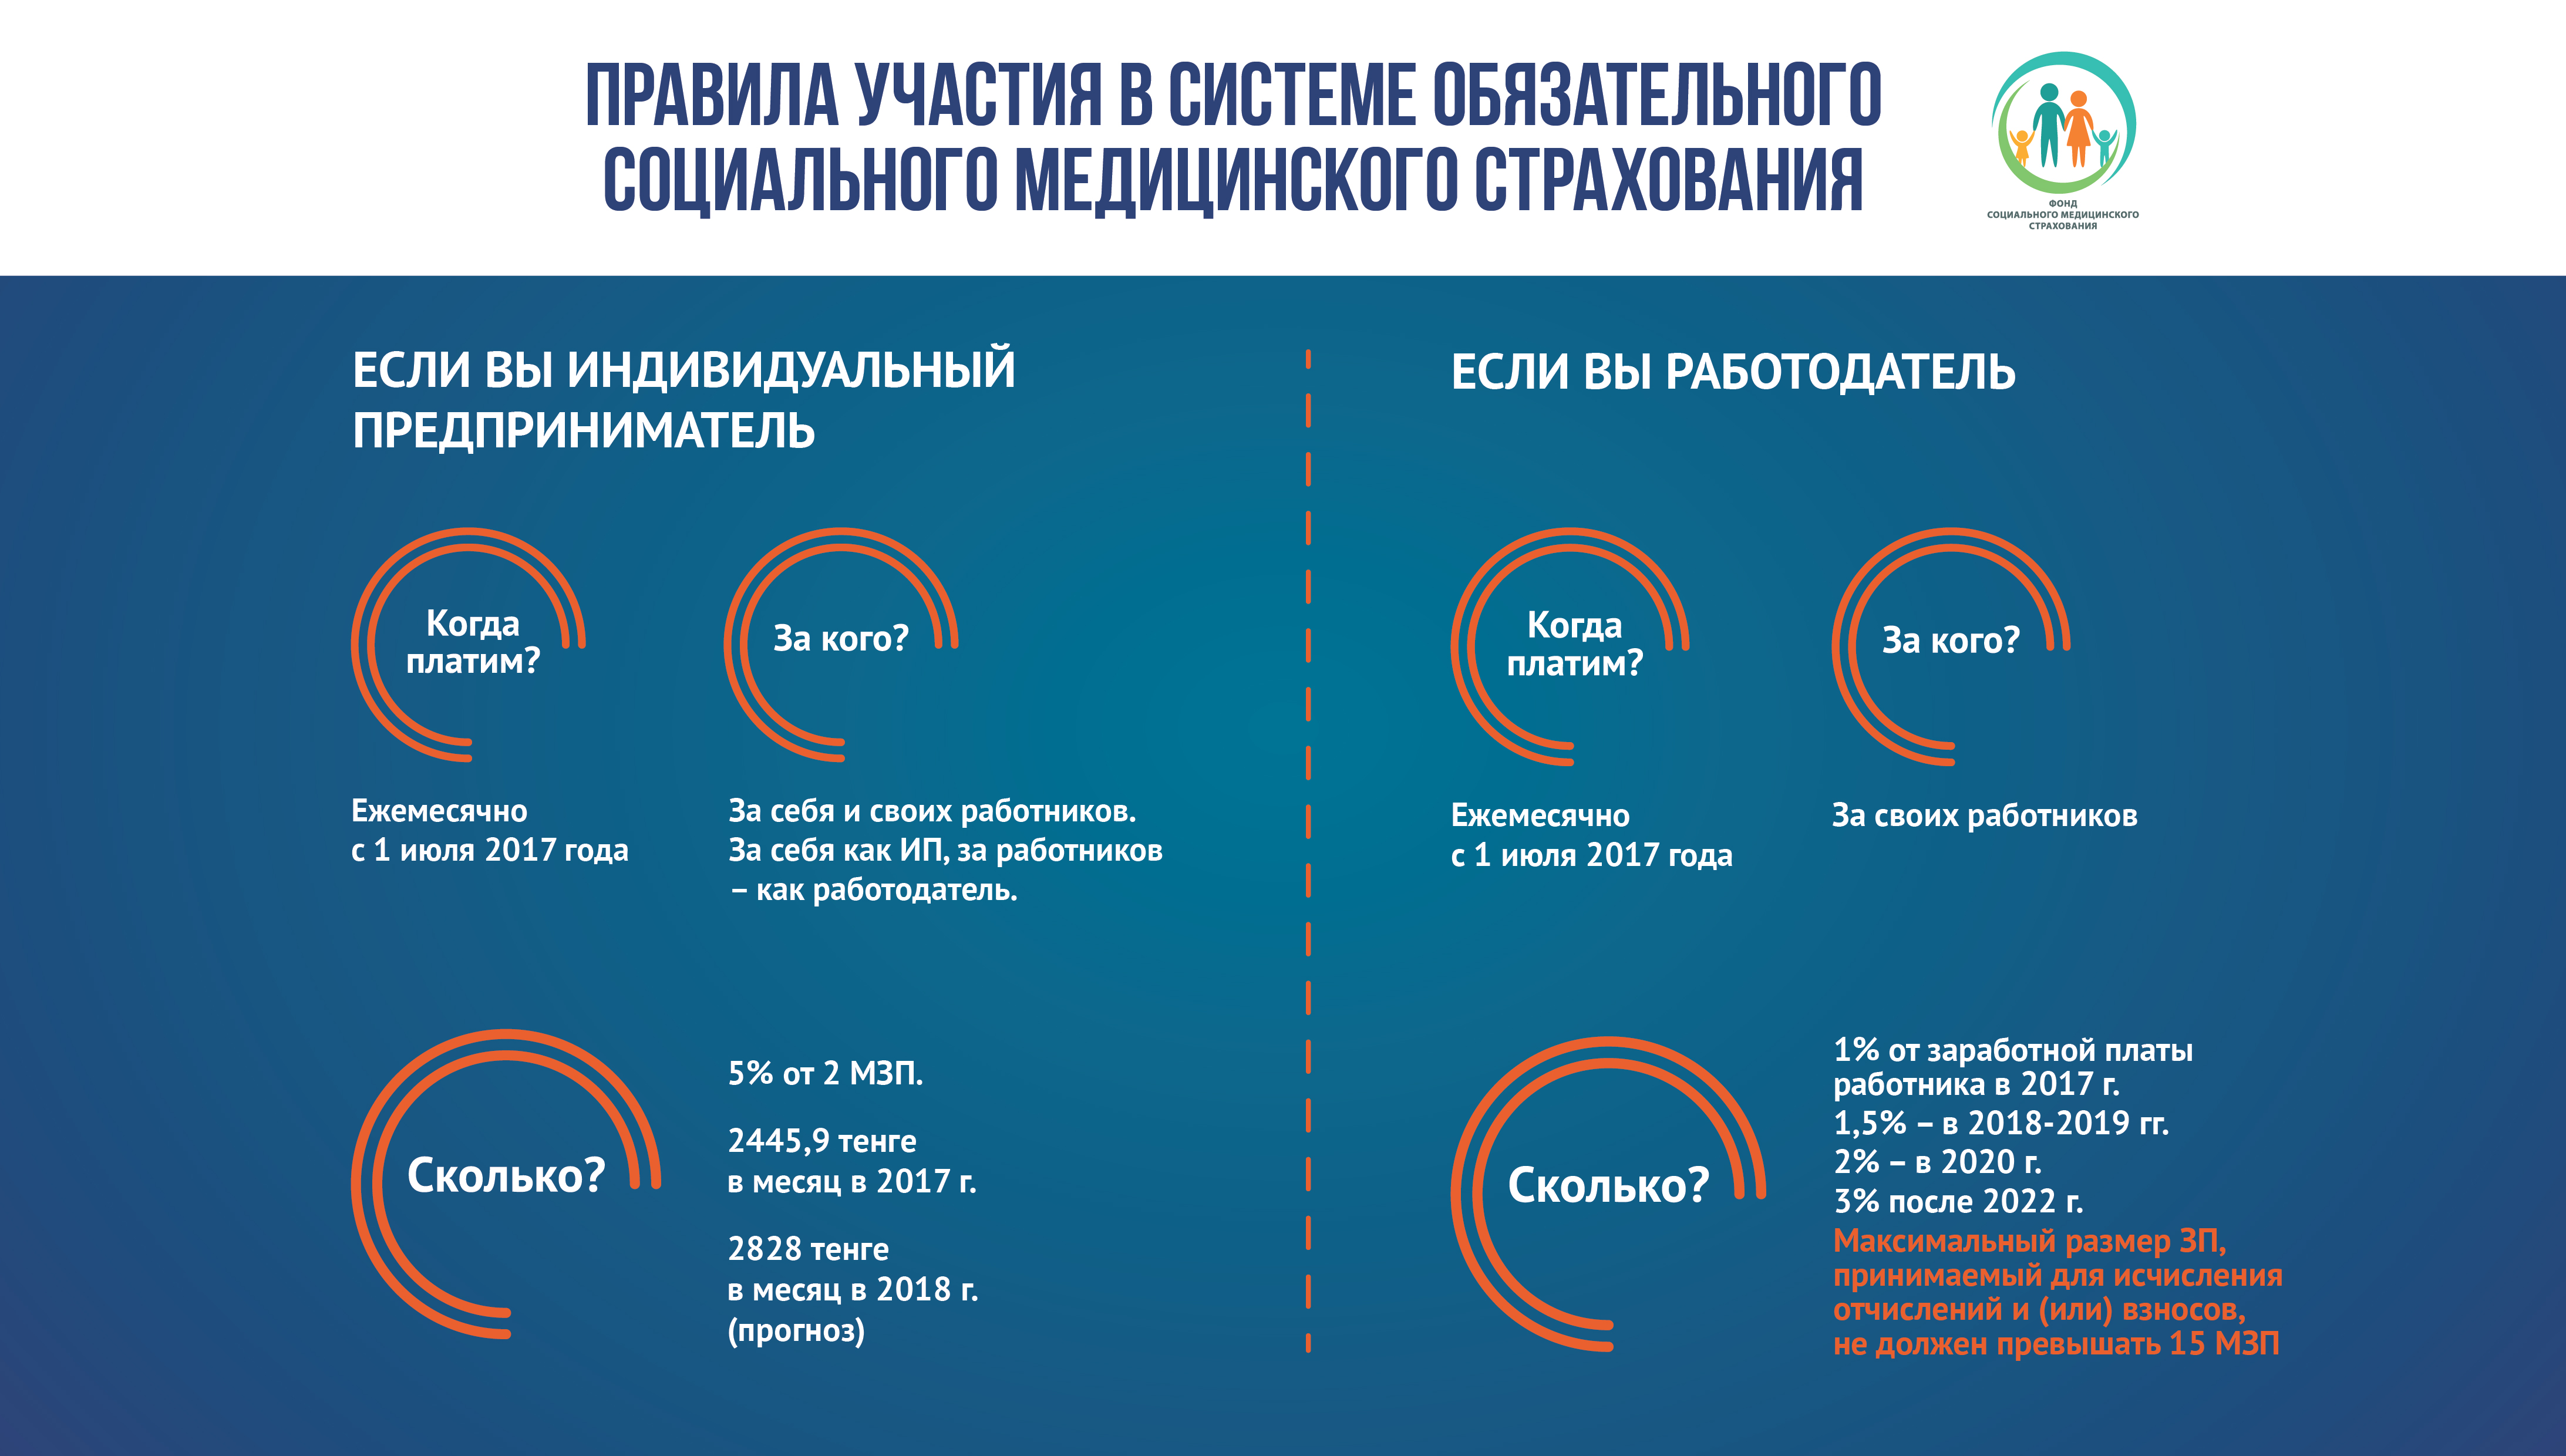 ПРАВИЛА УЧАСТИЯ В СИСТЕМЕ ОБЯЗАТЕЛЬНОГО
СОЦИАЛЬНОГО МЕДИЦИНСКОГО СТРАХОВАНИЯ
ФОНД
СОЦИАЛЬНОГО МЕДИЦИНСКОГО
СТРАХОВАНИЯ
ЕСЛИ ВЫ ИНДИВИДУАЛЬНЫЙ
ПРЕДПРИНИМАТЕЛЬ
Когда
платим?
За кого?
Ежемесячно
с 1 июля 2017 года
За себя и своих работников.
За себя как ИП, за работников
– как работодатель.
Сколько?
5% от 2 МЗП.
2445,9 тенге
в месяц в 2017 г.
2828 тенге
в месяц в 2018 г.
(прогноз)
ЕСЛИ ВЫ РАБОТОДАТЕЛЬ
Когда
платим?
За кого?
Ежемесячно
с 1 июля 2017 года
За своих работников
Сколько?
1% от заработной платы
работника в 2017 г.
1,5% – в 2018-2019 гг.
2% – в 2020 г.
3% после 2022 г.
Максимальный размер ЗП,
принимаемый для исчисления
отчислений и (или) взносов,
не должен превышать 15 МЗП